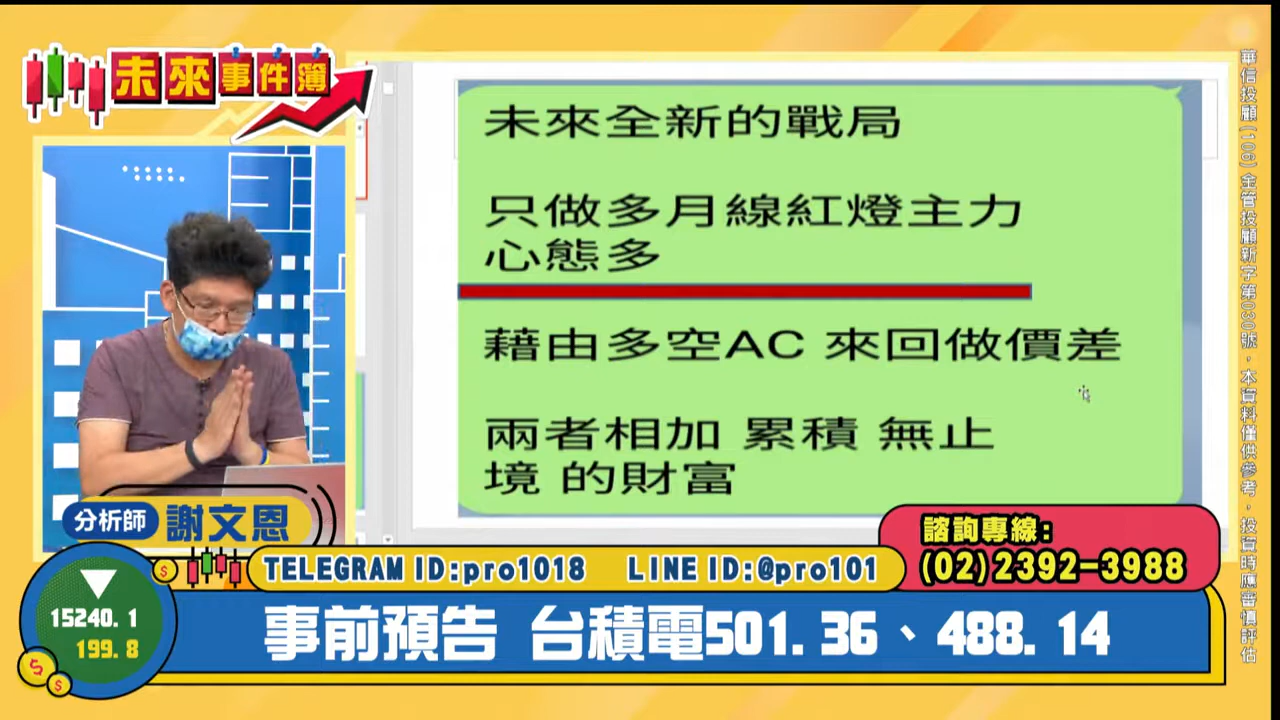 未來事件簿
未來全新的戰局
只做多月線紅燈主力
心態多
藉由多空AC 來回做價差
兩者相加 累積 無止
境 的財富
華信投顧(106)金管投顧新字第030號，本資料僅供參考，投資時應審慎評估
分析師 謝文恩
諮詢專線:
(02)2392-3988
TELEGRAM ID:pro1018 LINE ID:@pro101
15240.1
199.8
事前預告 台積電501.36、488.14